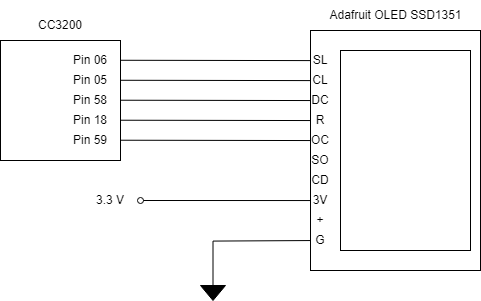 Adafruit OLED SSD1351
CC3200
Pin 06
Pin 05
Pin 58
Pin 18
Pin 59
SL
CL
DC
R
OC
SO
CD
3.3 V
3V
+
G